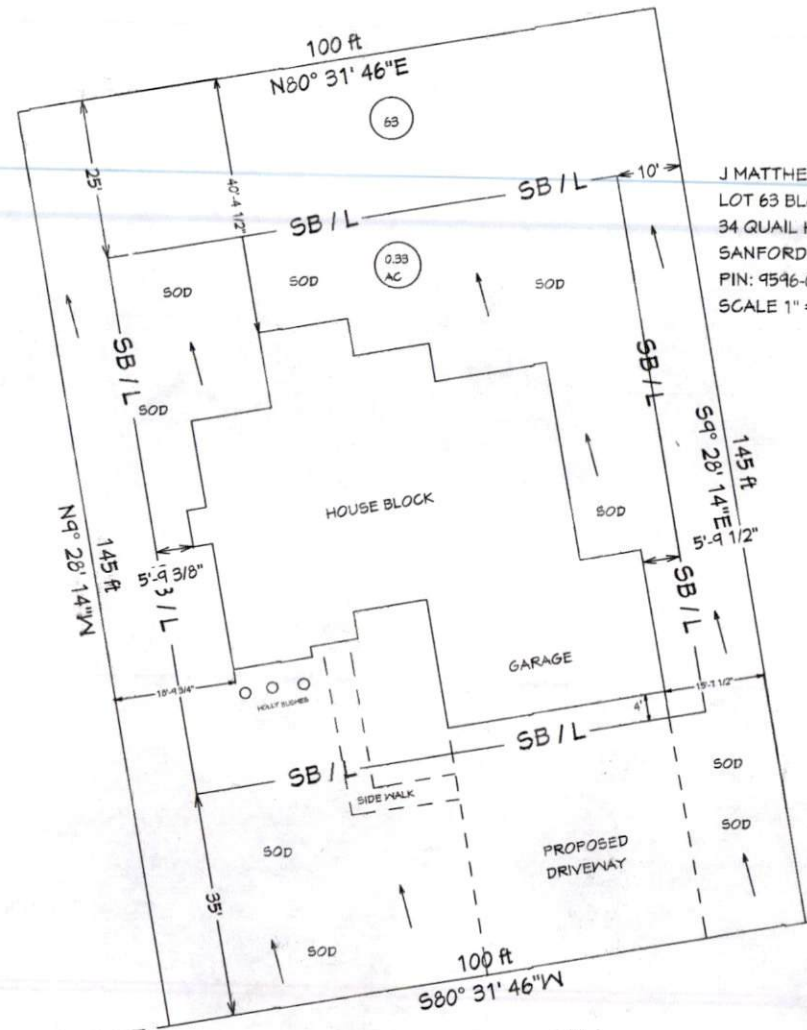 100 ft
N80° 31' 46"E
63
25'
40'-4 1/2"
SB / L
SB / L
10'
J MATTHE
LOT 63
34 QUAIL
SANFORD
PIN: 9596-
SCALE 1"
0.33
AC
SOD
SOD
SOD
SB / L
SB / L
SOD
S9° 28' 14"E
145 ft
HOUSE BLOCK
SOD
N9° 28' 14"W
145 ft
5'-9 3/8"
5'-9 1/2"
SB / L
GARAGE
HOLLY BUSHES
4'
SB / L
SB / L
SIDE WALK
SOD
SOD
PROPOSED
DRIVEWAY
SOD
35'
SOD
100 ft
S80° 31' 46"W